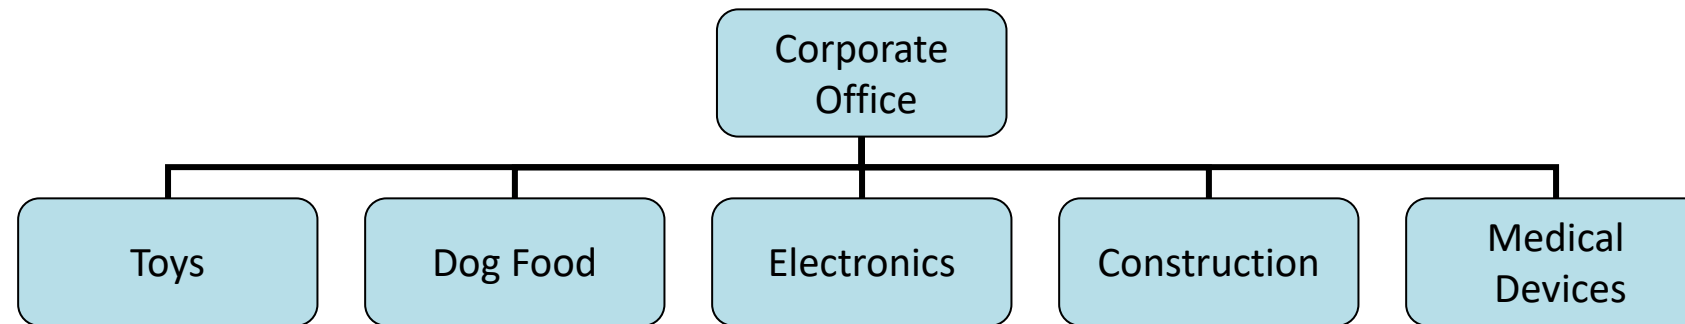 Corporate
Office
Toys
Dog Food
Electronics
Construction
Medical
Devices